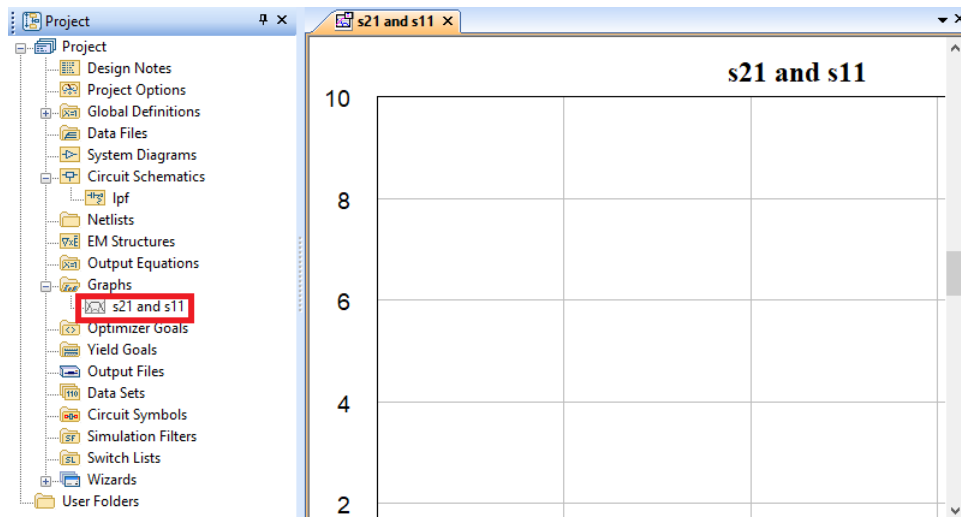 Project
Project
Design Notes
Project Options
Global Definitions
Data Files
System Diagrams
Circuit Schematics
lpf
Netlists
EM Structures
Output Equations
Graphs
s21 and s11
Optimizer Goals
Yield Goals
Output Files
Data Sets
Circuit Symbols
Simulation Filters
Switch Lists
Wizards
User Folders
s21 and s11
s21 and s11
10
8
6
4
2